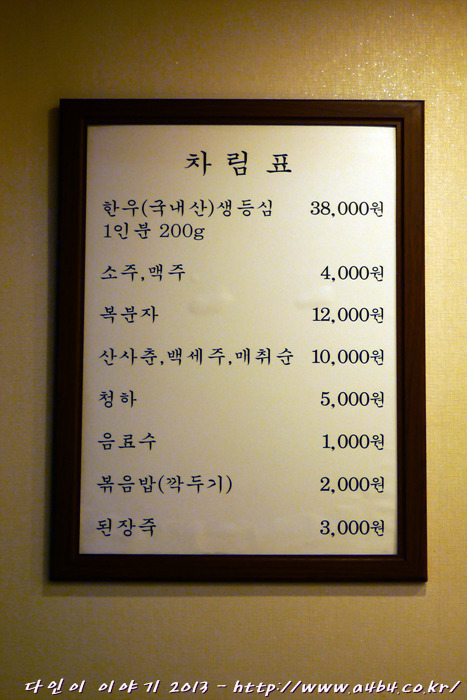 차림표
한우(국내산)생등심 38,000원
1인분 200g
소주,맥주 4,000원
복분자 12,000원
산사춘,백세주,매취순 10,000원
청하 5,000원
음료수 1,000원
볶음밥(깍두기) 2,000원
된장죽 3,000원
다인이 이야기 2013 - http://www.au4u.co.kr/